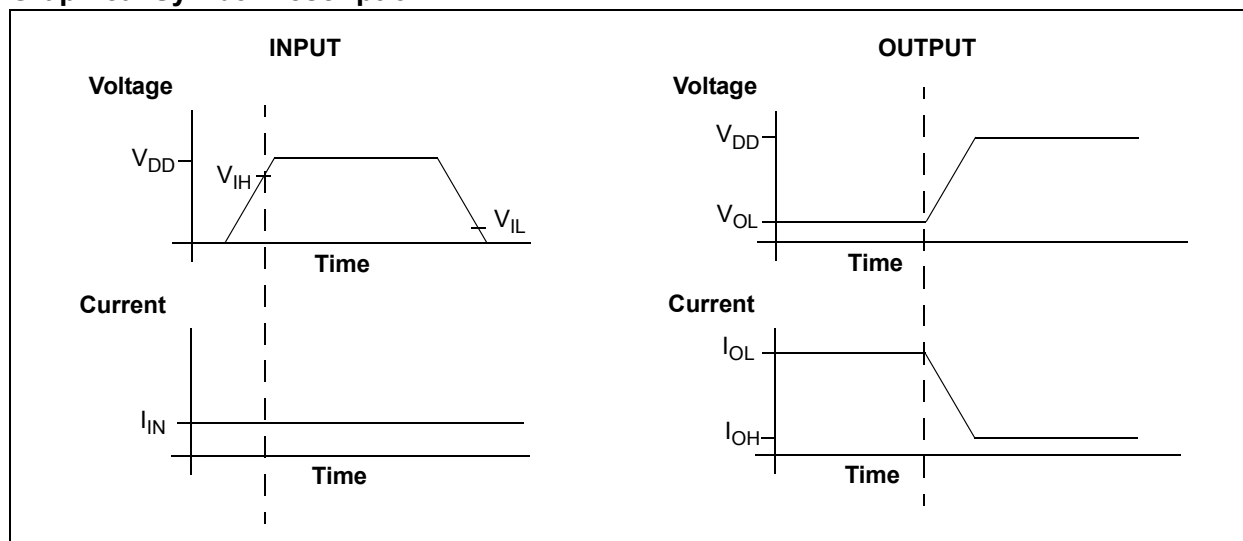 INPUT
Voltage
VDD
VIH
VIL
Time
Current
IIN
Time
OUTPUT
Voltage
VDD
VOL
Time
Current
IOL
IOH
Time